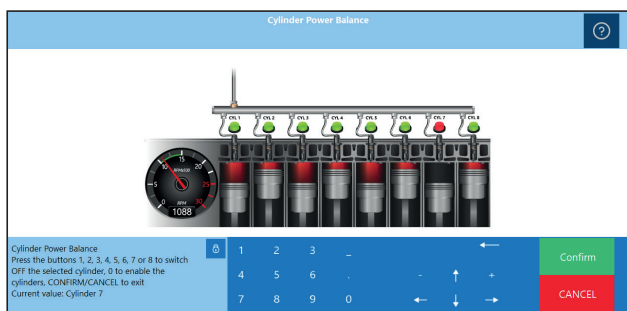 Cylinder Power Balance
?
CYL 1 CYL 2 CYL 3 CYL 4 CYL 5 CYL 6 CYL 7 CYL 8
0 5 10 15 20 25 30
RPMx100
RPM
1088
Cylinder Power Balance
Press the buttons 1, 2, 3, 4, 5, 6, 7 or 8 to switch
OFF the selected cylinder, 0 to enable the
cylinders, CONFIRM/CANCEL to exit
Current value: Cylinder 7
1 2 3 _ ←
4 5 6 . - ↑ +
7 8 9 0 ← ↓ →
Confirm
CANCEL